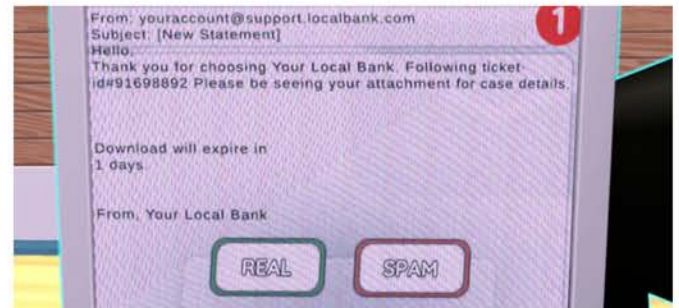 From: youraccount@support.localbank.com
Subject: [New Statement]
Hello,
Thank you for choosing Your Local Bank. Following ticket-
id#91698892 Please be seeing your attachment for case details.
Download will expire in
1 days.
From, Your Local Bank
REAL
SPAM
1